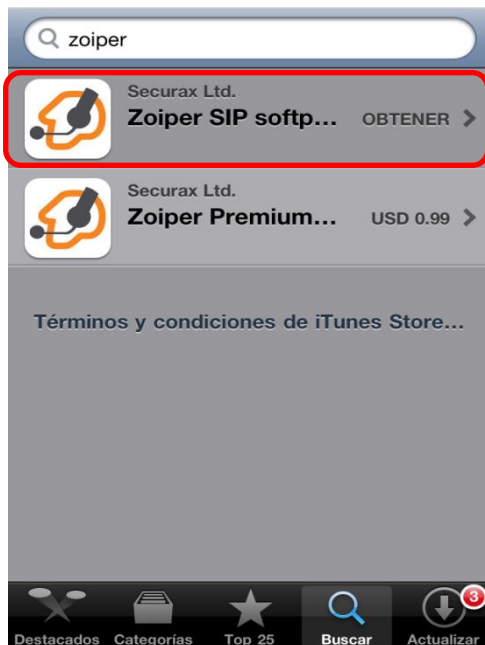 zoiper
Securax Ltd.
Zoiper SIP softp... OBTENER
Securax Ltd.
Zoiper Premium... USD 0.99
Términos y condiciones de iTunes Store...
3
Destacados Categorías Top 25 Buscar Actualizar